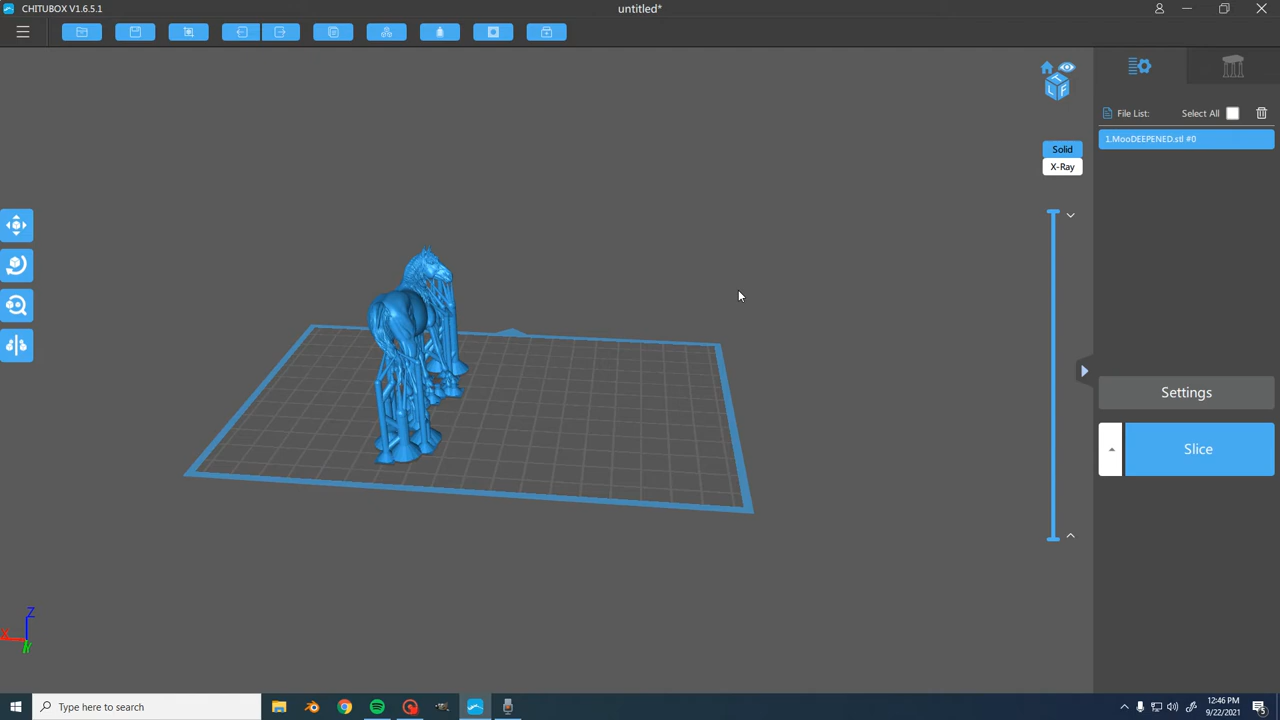 CHITUBOX V1.6.5.1
untitled*
T
L
F
File List:
Select All
1.MooDEEPENED.stl #0
Solid
X-Ray
Settings
Slice
Z
X
Y
Type here to search
12:46 PM
9/22/2021
5